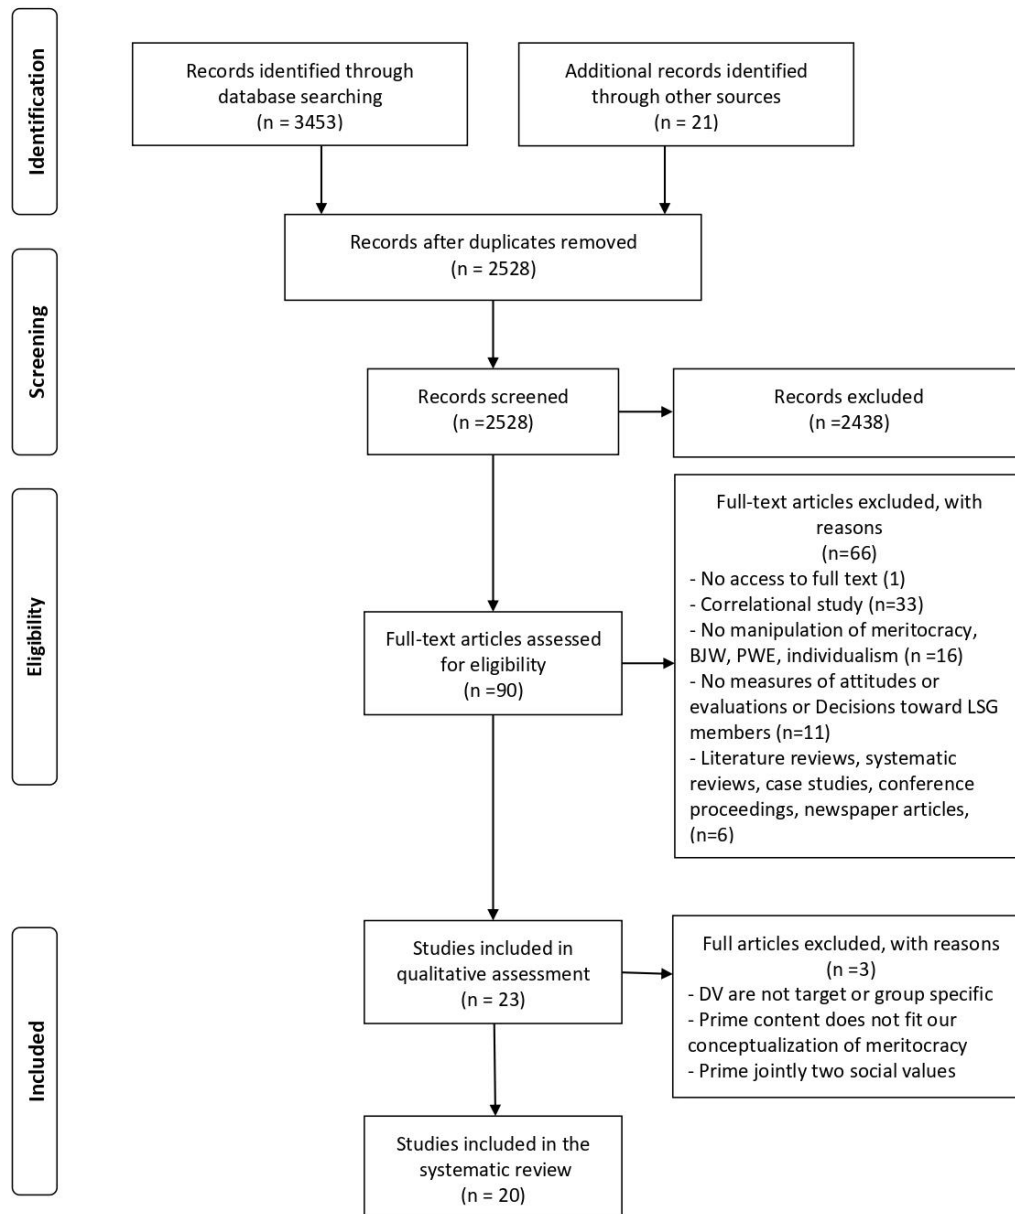 Identification
Records identified through
database searching
(n = 3453)
Additional records identified
through other sources
(n = 21)
Records after duplicates removed
(n = 2528)
Screening
Records screened
(n =2528)
Records excluded
(n =2438)
Eligibility
Full-text articles assessed
for eligibility
(n =90)
Full-text articles excluded, with
reasons
(n=66)
- No access to full text (1)
- Correlational study (n=33)
- No manipulation of meritocracy,
BJW, PWE, individualism (n =16)
- No measures of attitudes or
evaluations or Decisions toward LSG
members (n=11)
- Literature reviews, systematic
reviews, case studies, conference
proceedings, newspaper articles,
(n=6)
Included
Studies included in
qualitative assessment
(n = 23)
Full articles excluded, with reasons
(n =3)
- DV are not target or group specific
- Prime content does not fit our
conceptualization of meritocracy
- Prime jointly two social values
Studies included in the
systematic review
(n = 20)